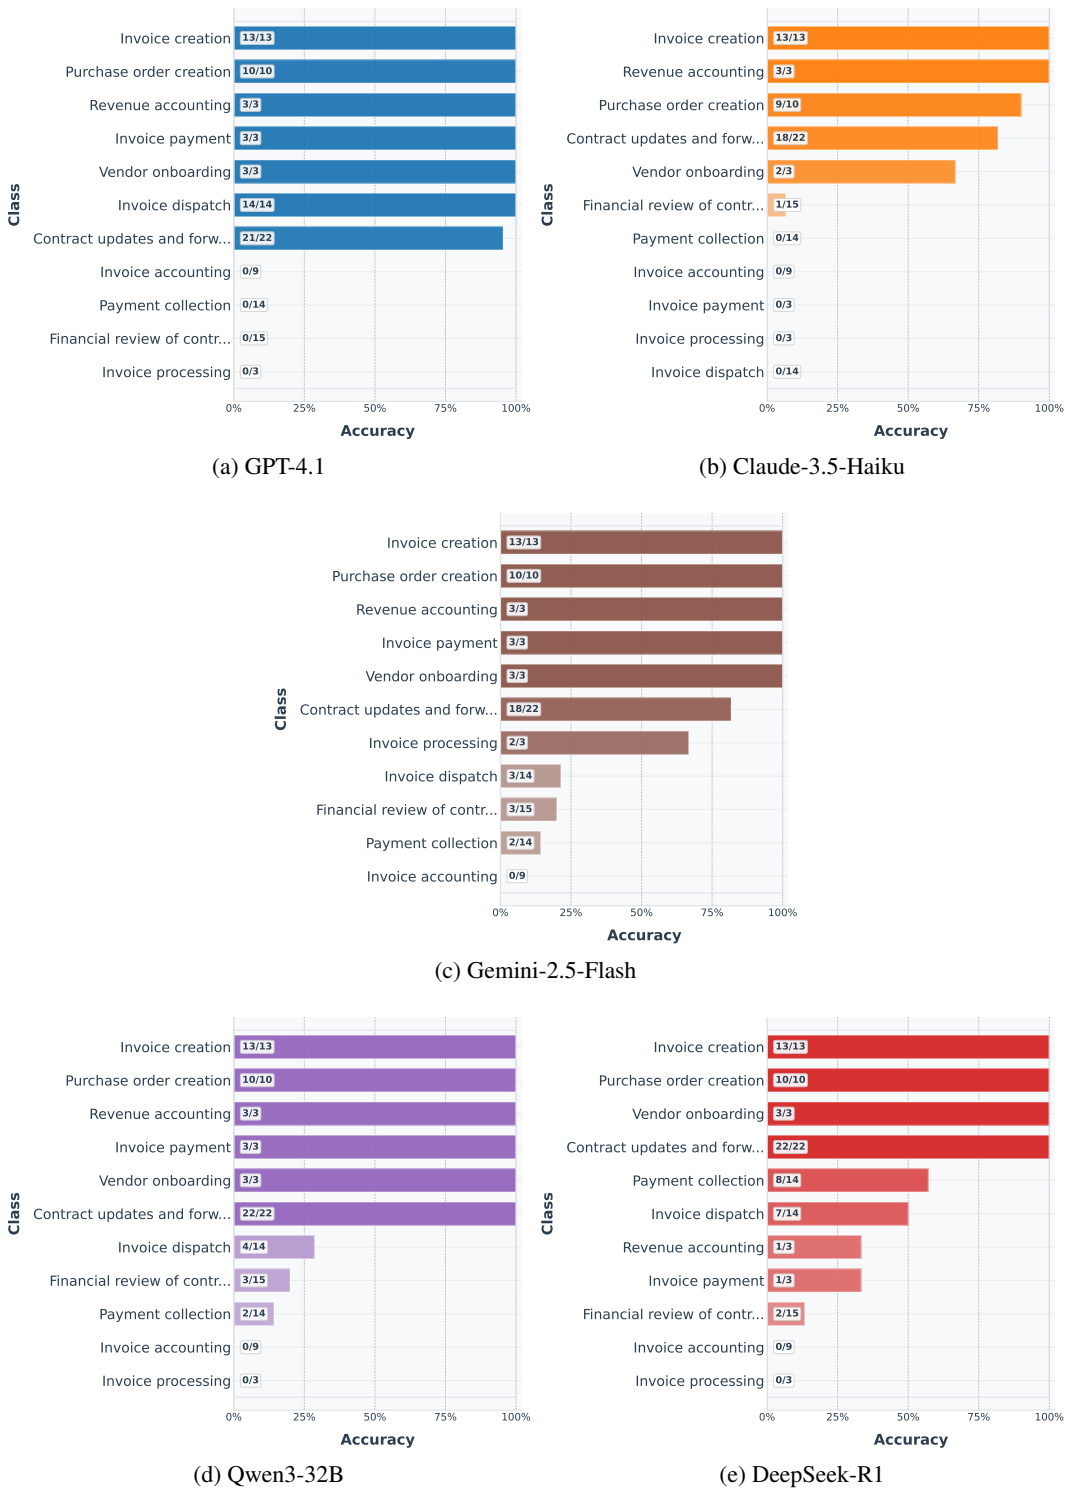 Class
Invoice creation 13/13
Purchase order creation 10/10
Revenue accounting 3/3
Invoice payment 3/3
Vendor onboarding 3/3
Invoice dispatch 14/14
Contract updates and forw... 21/22
Invoice accounting 0/9
Payment collection 0/14
Financial review of contr... 0/15
Invoice processing 0/3
0% 25% 50% 75% 100%
Accuracy
(a) GPT-4.1
Class
Invoice creation 13/13
Revenue accounting 3/3
Purchase order creation 9/10
Contract updates and forw... 18/22
Vendor onboarding 2/3
Financial review of contr... 1/15
Payment collection 0/14
Invoice accounting 0/9
Invoice payment 0/3
Invoice processing 0/3
Invoice dispatch 0/14
0% 25% 50% 75% 100%
Accuracy
(b) Claude-3.5-Haiku
Class
Invoice creation 13/13
Purchase order creation 10/10
Revenue accounting 3/3
Invoice payment 3/3
Vendor onboarding 3/3
Contract updates and forw... 18/22
Invoice processing 2/3
Invoice dispatch 3/14
Financial review of contr... 3/15
Payment collection 2/14
Invoice accounting 0/9
0% 25% 50% 75% 100%
Accuracy
(c) Gemini-2.5-Flash
Class
Invoice creation 13/13
Purchase order creation 10/10
Revenue accounting 3/3
Invoice payment 3/3
Vendor onboarding 3/3
Contract updates and forw... 22/22
Invoice dispatch 4/14
Financial review of contr... 3/15
Payment collection 2/14
Invoice accounting 0/9
Invoice processing 0/3
0% 25% 50% 75% 100%
Accuracy
(d) Qwen3-32B
Class
Invoice creation 13/13
Purchase order creation 10/10
Vendor onboarding 3/3
Contract updates and forw... 22/22
Payment collection 8/14
Invoice dispatch 7/14
Revenue accounting 1/3
Invoice payment 1/3
Financial review of contr... 2/15
Invoice accounting 0/9
Invoice processing 0/3
0% 25% 50% 75% 100%
Accuracy
(e) DeepSeek-R1